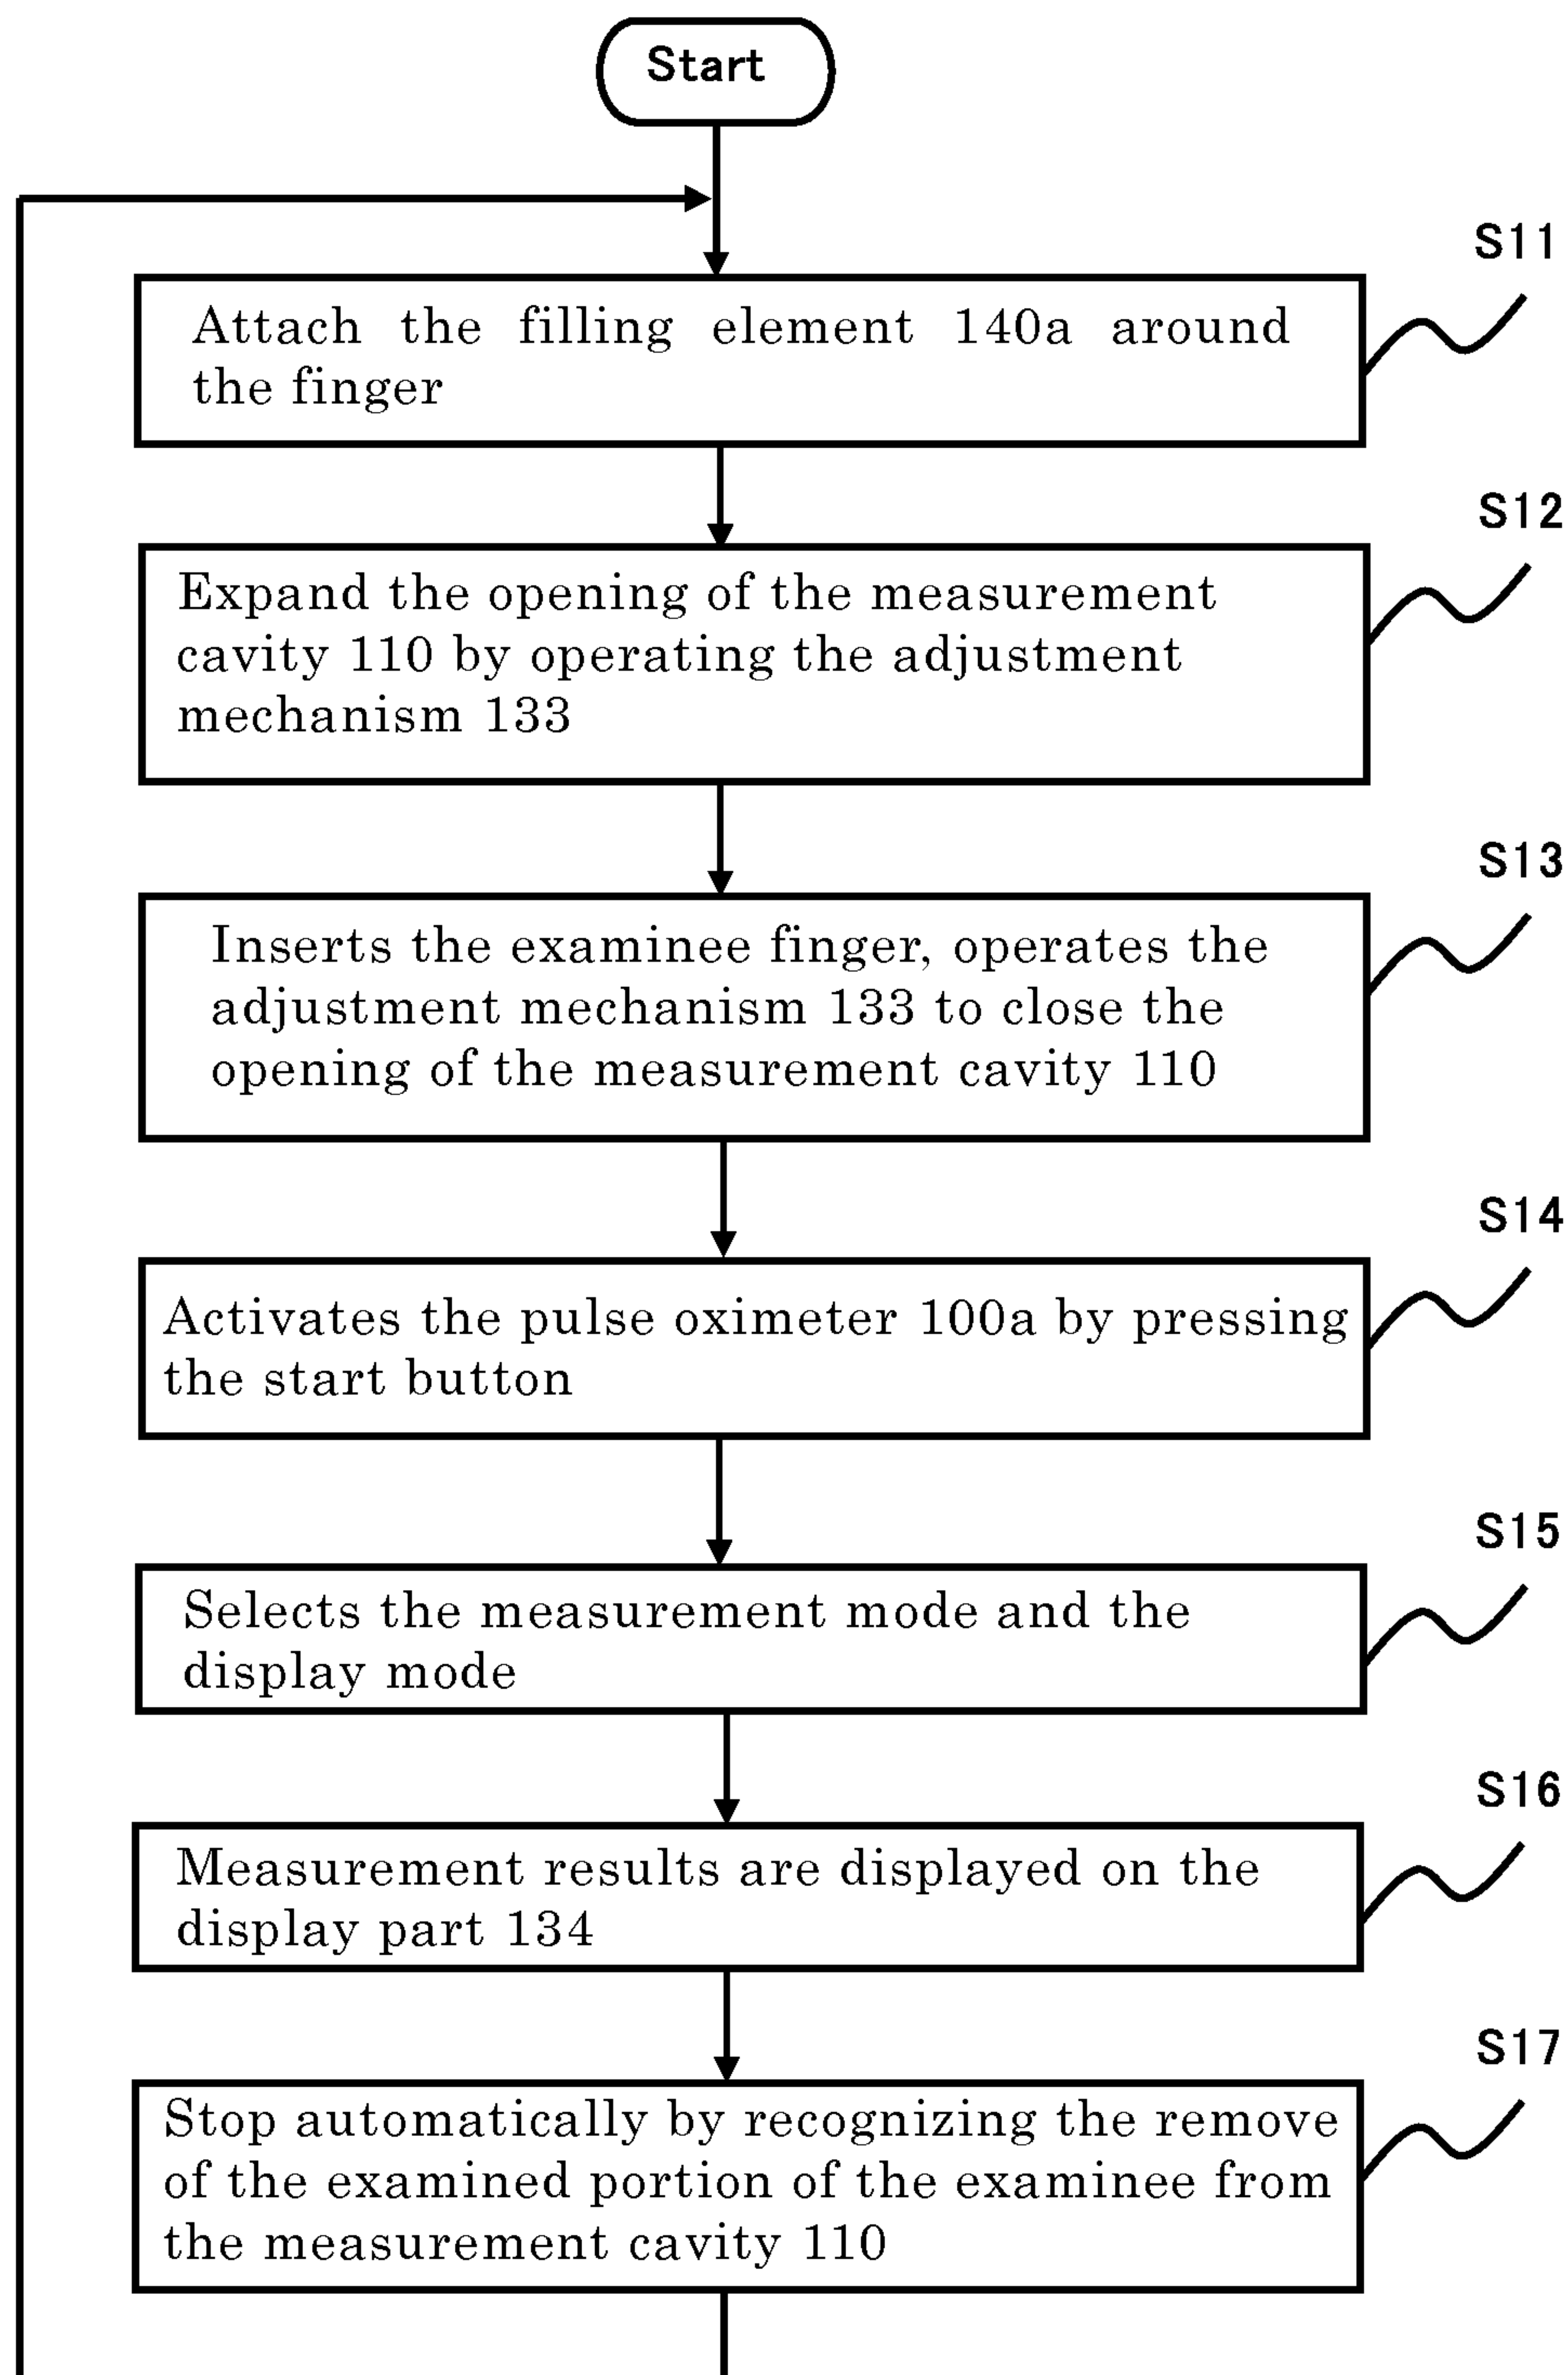 Start
S11
Attach the filling element 140a around
the finger
S12
Expand the opening of the measurement
cavity 110 by operating the adjustment
mechanism 133
S13
Inserts the examinee finger, operates the
adjustment mechanism 133 to close the
opening of the measurement cavity 110
S14
Activates the pulse oximeter 100a by pressing
the start button
S15
Selects the measurement mode and the
display mode
S16
Measurement results are displayed on the
display part 134
S17
Stop automatically by recognizing the remove
of the examined portion of the examinee from
the measurement cavity 110